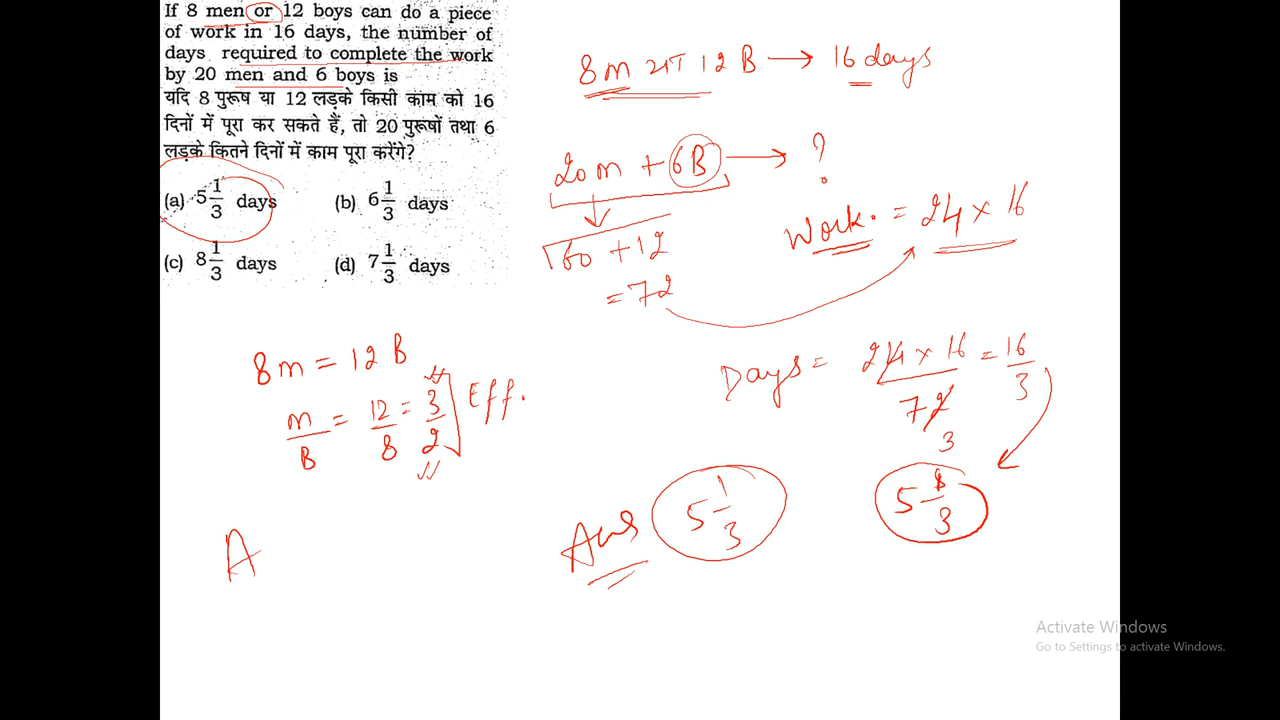 If 8 men or 12 boys can do a piece
of work in 16 days, the number of
days required to complete the work
by 20 men and 6 boys is
यदि 8 पुरूष या 12 लड़के किसी काम को 16
दिनों में पूरा कर सकते हैं, तो 20 पुरूषों तथा 6
लड़के कितने दिनों में काम पूरा करेंगे?
(a) 5 1/3 days (b) 6 1/3 days
(c) 8 1/3 days (d) 7 1/3 days
8m या 12 B → 16 days
20m + 6B → ?
60 + 12
= 72
Work. = 24 × 16
8m = 12 B
m/B = 12/8 = 3/2 Eff.
Days = 24 × 16 / 72 = 16/3
3
5 1/3
Ans 5 1/3
A
Activate Windows
Go to Settings to activate Windows.